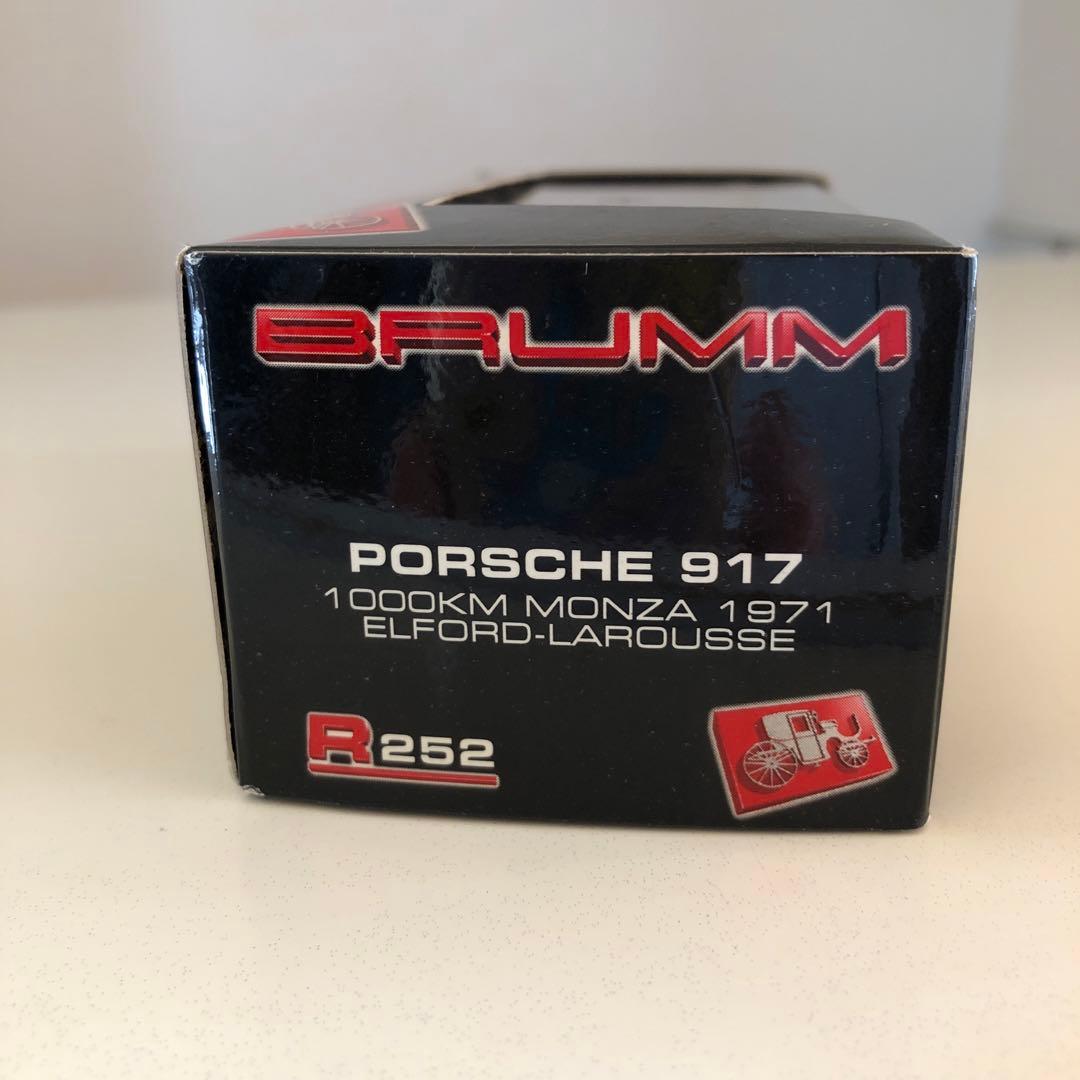 BRUMM
PORSCHE 917
1000KM MONZA 1971
ELFORD-LAROUSSE
R252